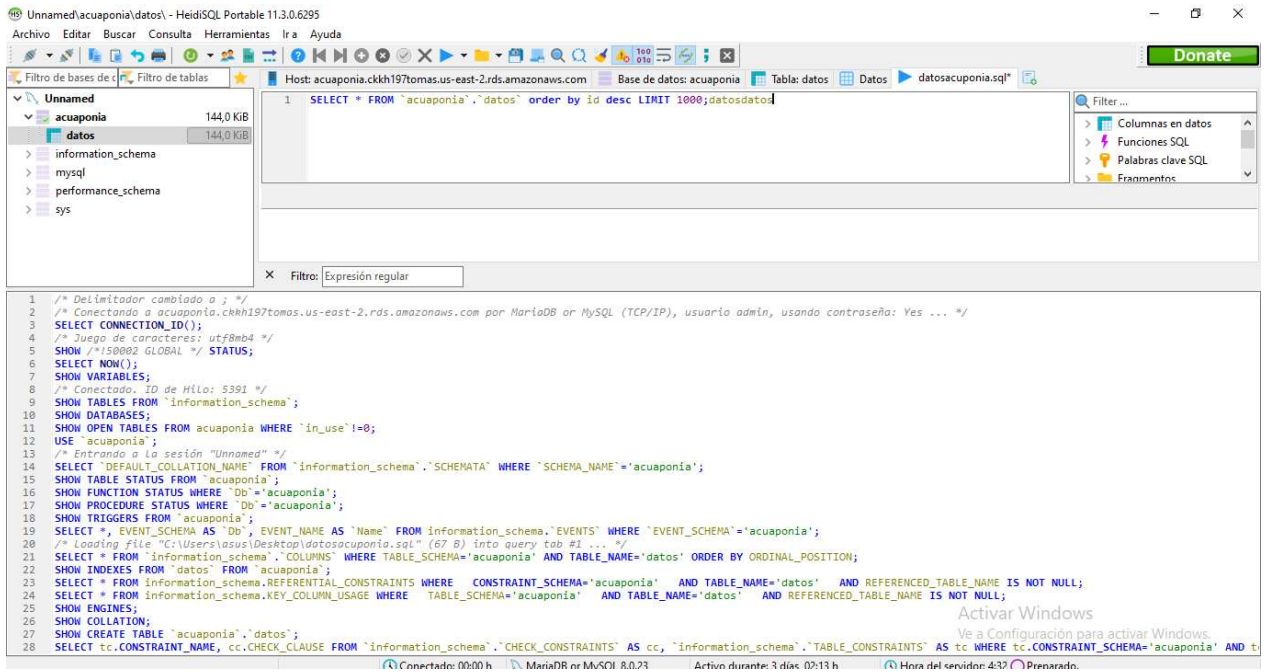 Unnamed\acuaponia\datos\ - HeidiSQL Portable 11.3.0.6295
Archivo Editar Buscar Consulta Herramientas Ir a Ayuda
Donate
Filtro de bases de c Filtro de tablas
Host: acuaponia.ckkh197tomas.us-east-2.rds.amazonaws.com Base de datos: acuaponia Tabla: datos Datos datosacuponia.sql*
Unnamed
acuaponia 144,0 KiB
datos 144,0 KiB
information_schema
mysql
performance_schema
sys
1 SELECT * FROM `acuaponia`.`datos` order by id desc LIMIT 1000;datosdatos
Filter ...
Columnas en datos
Funciones SQL
Palabras clave SQL
Fragmentos
Filtro: Expresión regular
1 /* Delimitador cambiado a ; */
2 /* Conectando a acuaponia.ckkh197tomas.us-east-2.rds.amazonaws.com por MariaDB or MySQL (TCP/IP), usuario admin, usando contraseña: Yes ... */
3 SELECT CONNECTION_ID();
4 /* Juego de caracteres: utf8mb4 */
5 SHOW /*!50002 GLOBAL */ STATUS;
6 SELECT NOW();
7 SHOW VARIABLES;
8 /* Conectado. ID de Hilo: 5391 */
9 SHOW TABLES FROM `information_schema`;
10 SHOW DATABASES;
11 SHOW OPEN TABLES FROM acuaponia WHERE `in_use`!=0;
12 USE `acuaponia`;
13 /* Entrando a la sesión "Unnamed" */
14 SELECT `DEFAULT_COLLATION_NAME` FROM `information_schema`.`SCHEMATA` WHERE `SCHEMA_NAME`='acuaponia';
15 SHOW TABLE STATUS FROM `acuaponia`;
16 SHOW FUNCTION STATUS WHERE `Db`='acuaponia';
17 SHOW PROCEDURE STATUS WHERE `Db`='acuaponia';
18 SHOW TRIGGERS FROM `acuaponia`;
19 SELECT *, EVENT_SCHEMA AS `Db`, EVENT_NAME AS `Name` FROM information_schema.`EVENTS` WHERE `EVENT_SCHEMA`='acuaponia';
20 /* Loading file "C:\Users\asus\Desktop\datosacuponia.sql" (67 B) into query tab #1 ... */
21 SELECT * FROM `information_schema`.`COLUMNS` WHERE TABLE_SCHEMA='acuaponia' AND TABLE_NAME='datos' ORDER BY ORDINAL_POSITION;
22 SHOW INDEXES FROM `datos` FROM `acuaponia`;
23 SELECT * FROM information_schema.REFERENTIAL_CONSTRAINTS WHERE CONSTRAINT_SCHEMA='acuaponia' AND TABLE_NAME='datos' AND REFERENCED_TABLE_NAME IS NOT NULL;
24 SELECT * FROM information_schema.KEY_COLUMN_USAGE WHERE TABLE_SCHEMA='acuaponia' AND TABLE_NAME='datos' AND REFERENCED_TABLE_NAME IS NOT NULL;
25 SHOW ENGINES;
26 SHOW COLLATION;
27 SHOW CREATE TABLE `acuaponia`.`datos`;
28 SELECT tc.CONSTRAINT_NAME, cc.CHECK_CLAUSE FROM `information_schema`.`CHECK_CONSTRAINTS` AS cc, `information_schema`.`TABLE_CONSTRAINTS` AS tc WHERE tc.CONSTRAINT_SCHEMA='acuaponia' AND
Activar Windows
Ve a Configuración para activar Windows.
Conectado: 00:00 h MariaDB or MySQL 8.0.23 Activo durante: 3 días, 02:13 h Hora del servidor: 4:32 Preparado.